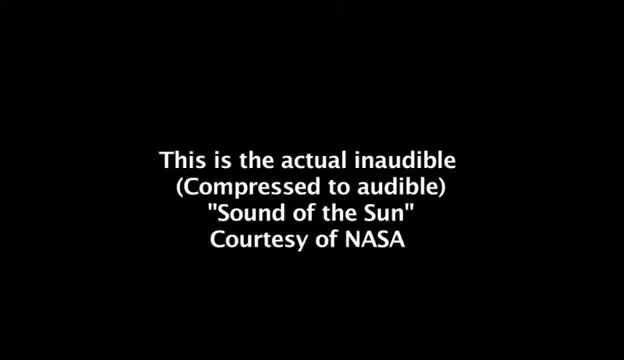 This is the actual inaudible
(Compressed to audible)
"Sound of the Sun"
Courtesy of NASA